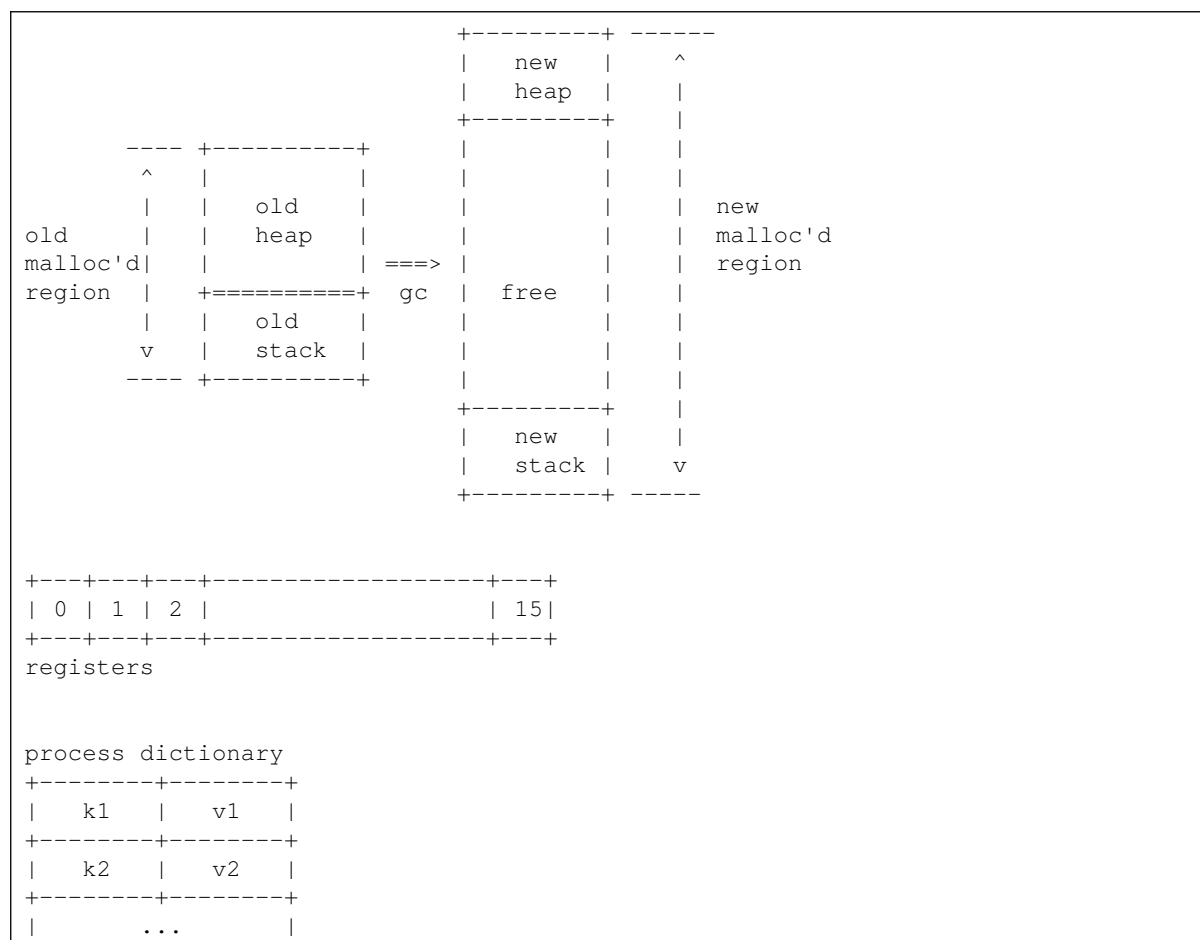 +---------+ ------
                               |   new   |    ^
                               |   heap  |    |
                               +---------+    |
       ---- +----------+       |         |    |
        ^   |          |       |         |    |
        |   |   old    |       |         |    |  new
old     |   |   heap   |       |         |    |  malloc'd
malloc'd|   |          | ===>  |         |    |  region
region  |   +==========+  gc   |  free   |    |
        |   |   old    |       |         |    |
        v   |   stack  |       |         |    |
       ---- +----------+       |         |    |
                               +---------+    |
                               |   new   |    |
                               |   stack |    v
                               +---------+ -----
+---+---+---+-------------------+---+
| 0 | 1 | 2 |                   | 15|
+---+---+---+-------------------+---+
registers
process dictionary
+--------+--------+
|   k1   |   v1   |
+--------+--------+
|   k2   |   v2   |
+--------+--------+
|       ...       |